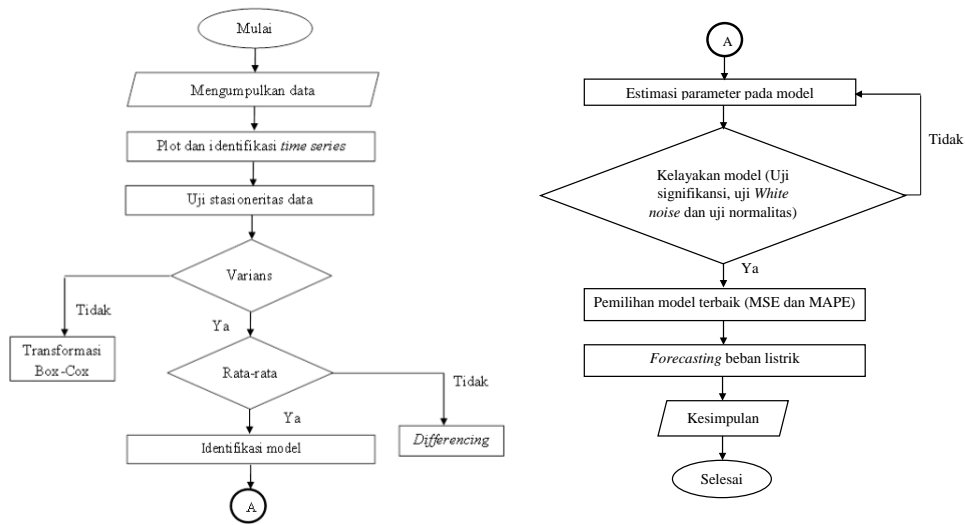 Mulai
Mengumpulkan data
Plot dan identifikasi time series
Uji stasioneritas data
Varians
Tidak
Ya
Transformasi
Box-Cox
Rata-rata
Tidak
Ya
Differencing
Identifikasi model
A
A
Estimasi parameter pada model
Tidak
Kelayakan model (Uji
signifikansi, uji White
noise dan uji normalitas)
Ya
Pemilihan model terbaik (MSE dan MAPE)
Forecasting beban listrik
Kesimpulan
Selesai